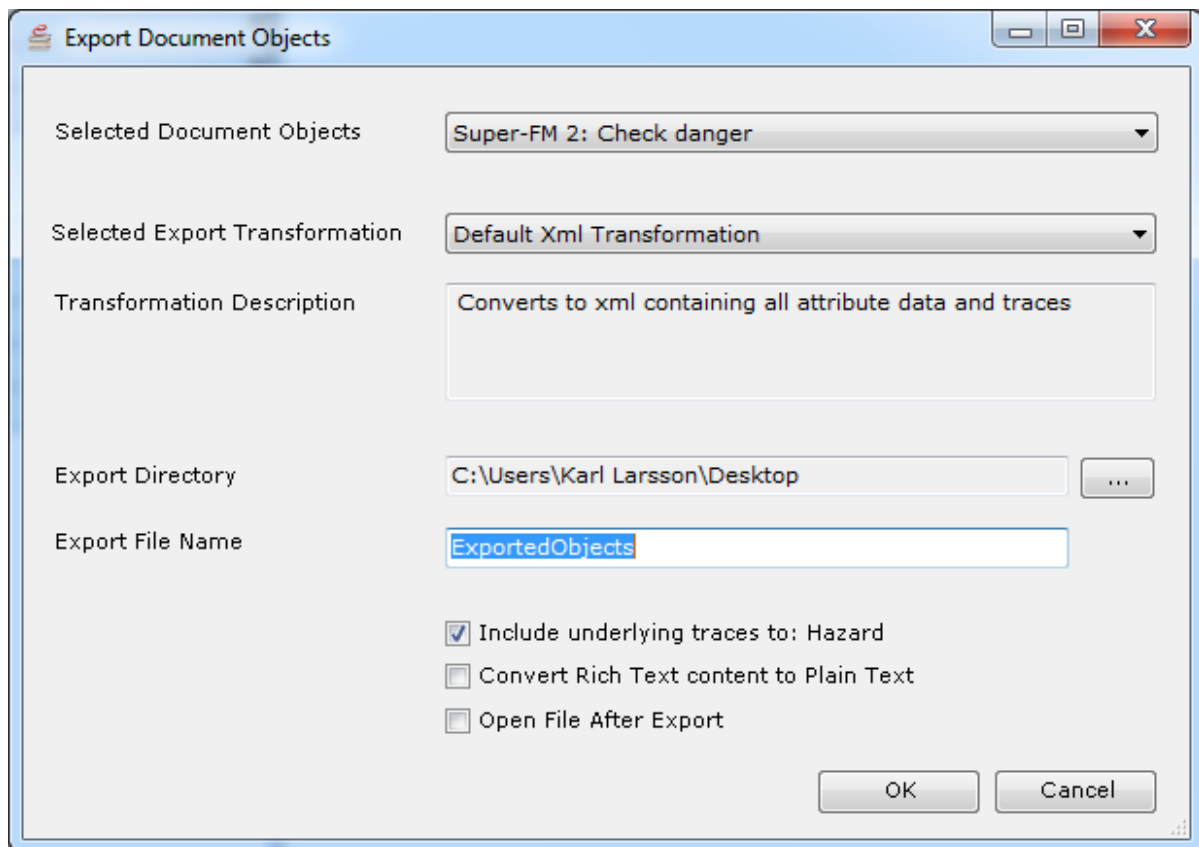 Export Document Objects
Selected Document Objects
Super-FM 2: Check danger
Selected Export Transformation
Default Xml Transformation
Transformation Description
Converts to xml containing all attribute data and traces
Export Directory
C:\Users\Karl Larsson\Desktop
...
Export File Name
ExportedObjects
Include underlying traces to: Hazard
Convert Rich Text content to Plain Text
Open File After Export
OK
Cancel